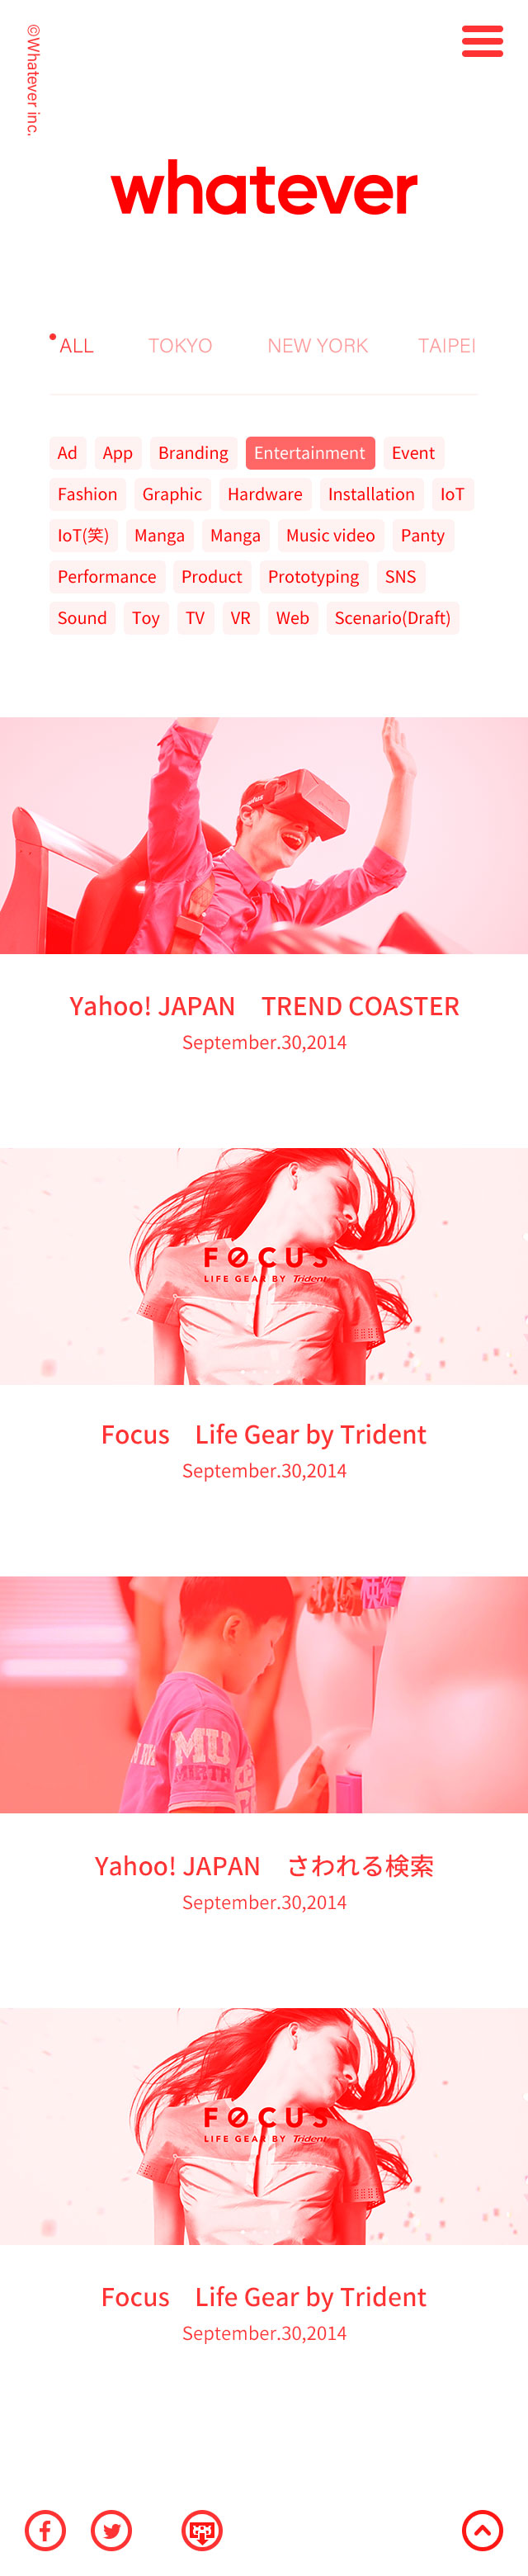 ©Whatever inc.
whatever
ALL TOKYO NEW YORK TAIPEI
Ad App Branding Entertainment Event
Fashion Graphic Hardware Installation IoT
IoT(笑) Manga Manga Music video Panty
Performance Product Prototyping SNS
Sound Toy TV VR Web Scenario(Draft)
Yahoo! JAPAN　TREND COASTER
September.30,2014
FOCUS
LIFE GEAR BY Trident
Focus　Life Gear by Trident
September.30,2014
MU
MIRTH
Yahoo! JAPAN　さわれる検索
September.30,2014
FOCUS
LIFE GEAR BY Trident
Focus　Life Gear by Trident
September.30,2014